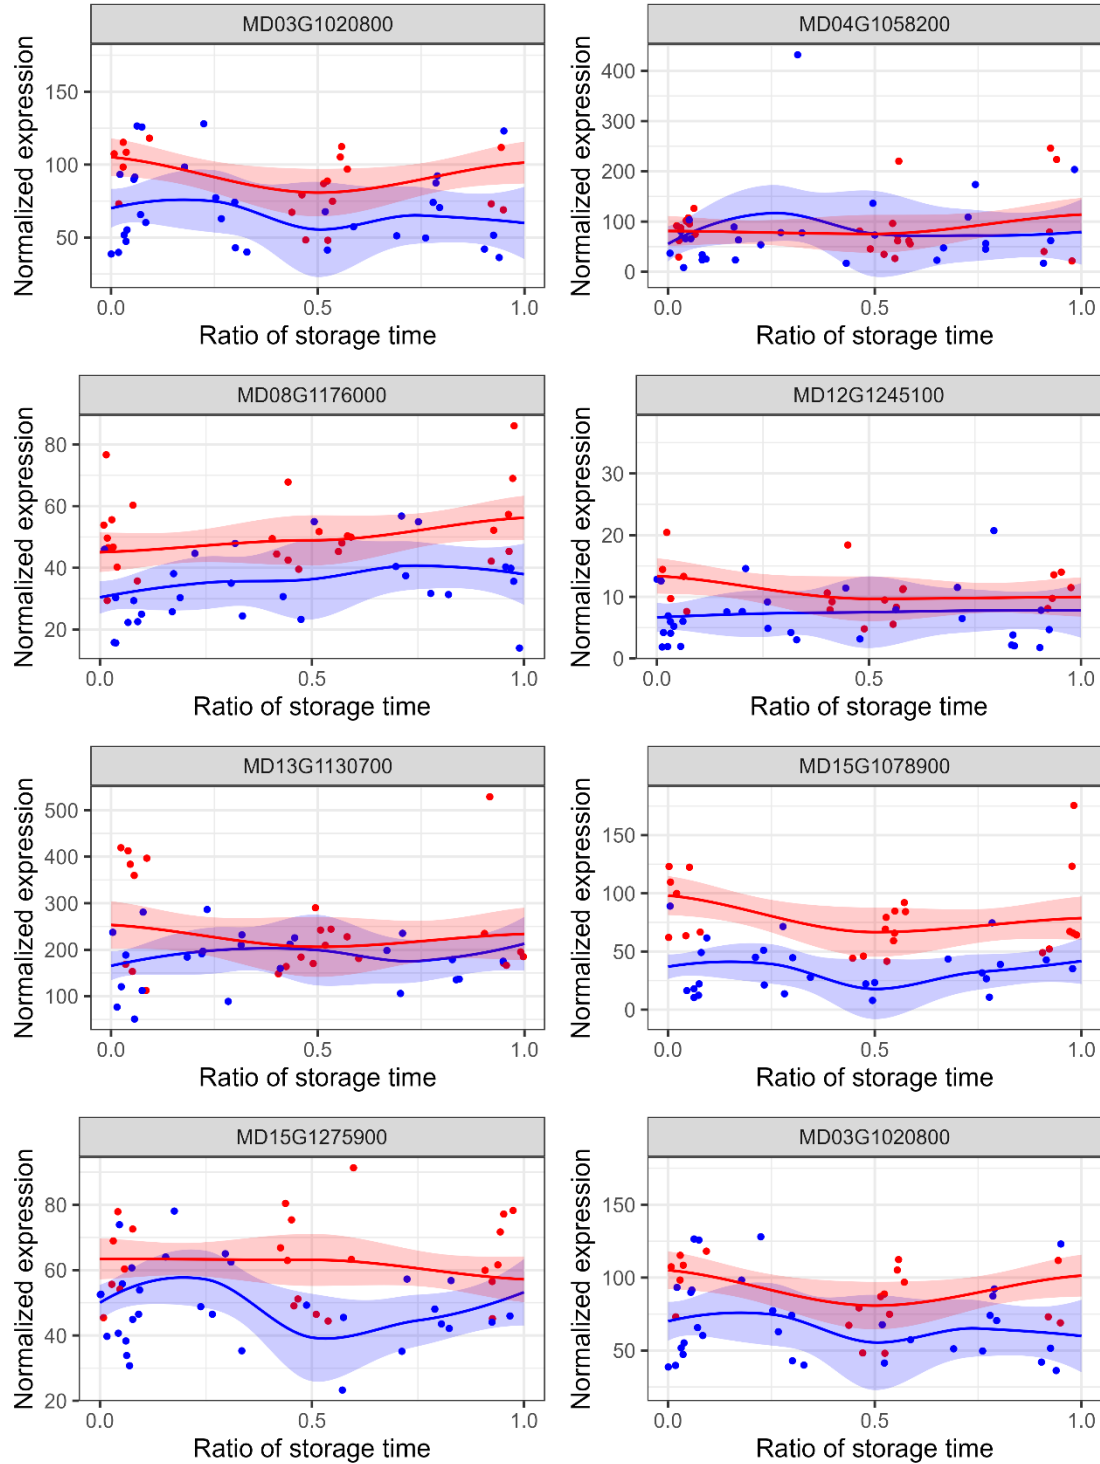 MD03G1020800
MD04G1058200
Normalized expression
150
100
50
0.0
0.5
1.0
Ratio of storage time
Normalized expression
400
300
200
100
0
0.0
0.5
1.0
Ratio of storage time
MD08G1176000
MD12G1245100
Normalized expression
80
60
40
20
0.0
0.5
1.0
Ratio of storage time
Normalized expression
30
20
10
0
0.0
0.5
1.0
Ratio of storage time
MD13G1130700
MD15G1078900
Normalized expression
500
400
300
200
100
0.0
0.5
1.0
Ratio of storage time
Normalized expression
150
100
50
0
0.0
0.5
1.0
Ratio of storage time
MD15G1275900
MD03G1020800
Normalized expression
80
60
40
20
0.0
0.5
1.0
Ratio of storage time
Normalized expression
150
100
50
0.0
0.5
1.0
Ratio of storage time